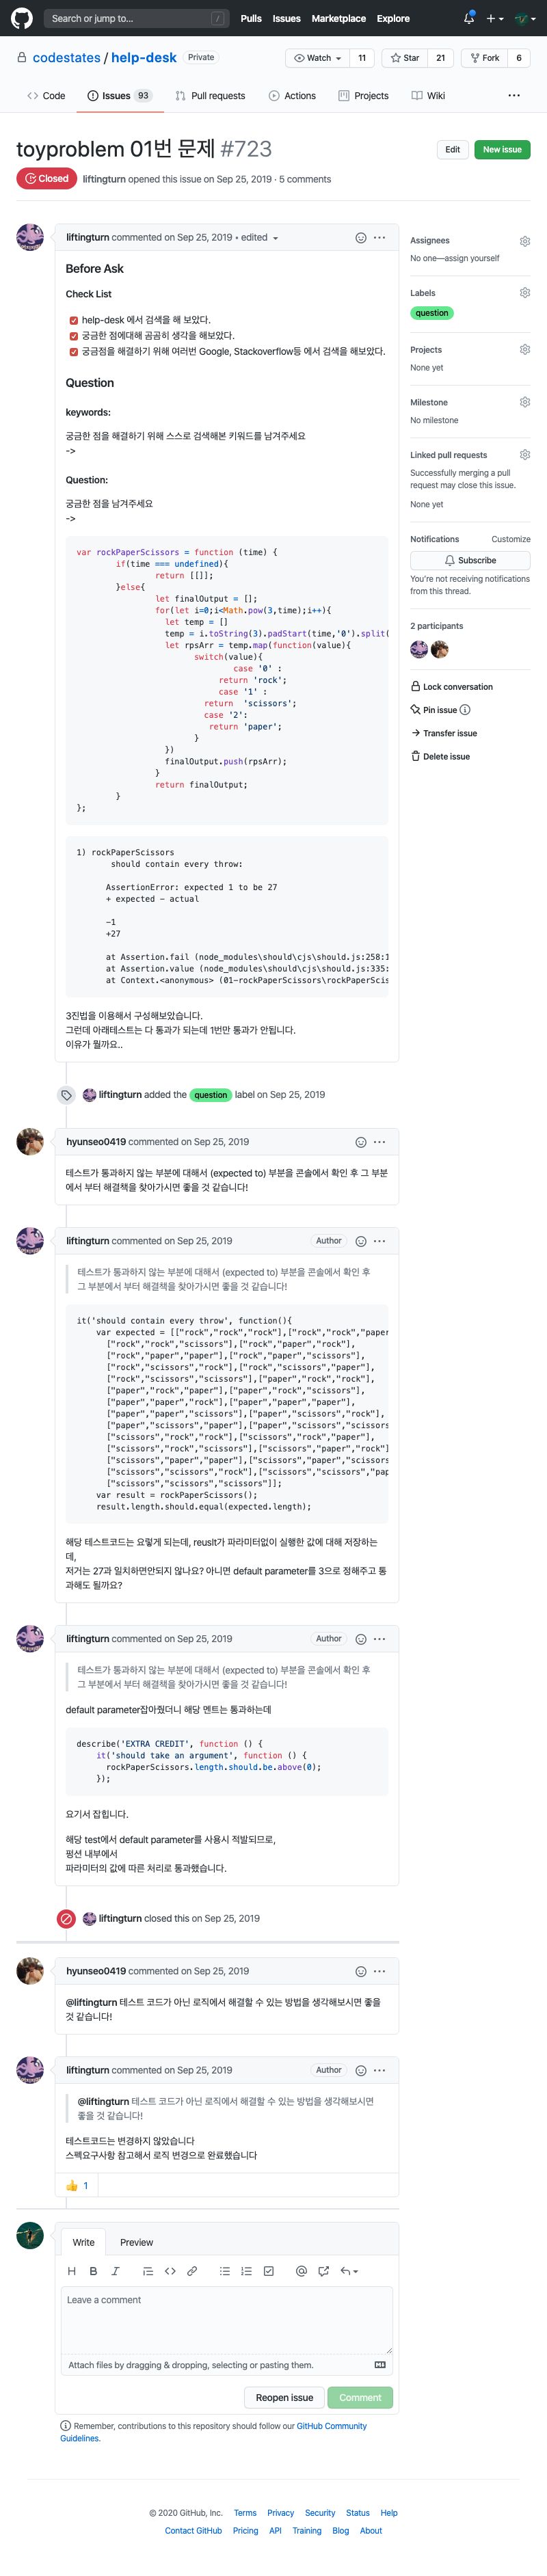 Search or jump to...
/
Pulls
Issues
Marketplace
Explore
codestates / help-desk
Private
Watch
11
Star
21
Fork
6
Code
Issues 93
Pull requests
Actions
Projects
Wiki
toyproblem 01번 문제 #723
Edit
New issue
Closed
liftingturn opened this issue on Sep 25, 2019 · 5 comments
liftingturn commented on Sep 25, 2019 • edited
Before Ask
Check List
help-desk 에서 검색을 해 보았다.
궁금한 점에대해 곰곰히 생각을 해보았다.
궁금점을 해결하기 위해 여러번 Google, Stackoverflow등 에서 검색을 해보았다.
Question
keywords:
궁금한 점을 해결하기 위해 스스로 검색해본 키워드를 남겨주세요
->
Question:
궁금한 점을 남겨주세요
->
var rockPaperScissors = function (time) {
if(time === undefined){
return [[]];
}else{
let finalOutput = [];
for(let i=0;i<Math.pow(3,time);i++){
let temp = []
temp = i.toString(3).padStart(time,'0').split(
let rpsArr = temp.map(function(value){
switch(value){
case '0' :
return 'rock';
case '1' :
return 'scissors';
case '2':
return 'paper';
}
})
finalOutput.push(rpsArr);
}
return finalOutput;
}
};
1) rockPaperScissors
should contain every throw:
AssertionError: expected 1 to be 27
+ expected - actual
-1
+27
at Assertion.fail (node_modules\should\cjs\should.js:258:1
at Assertion.value (node_modules\should\cjs\should.js:335:
at Context.<anonymous> (01-rockPaperScissors\rockPaperScis
3진법을 이용해서 구성해보았습니다.
그런데 아래테스트는 다 통과가 되는데 1번만 통과가 안됩니다.
이유가 뭘까요..
liftingturn added the question label on Sep 25, 2019
hyunseo0419 commented on Sep 25, 2019
테스트가 통과하지 않는 부분에 대해서 (expected to) 부분을 콘솔에서 확인 후 그 부분
에서 부터 해결책을 찾아가시면 좋을 것 같습니다!
liftingturn commented on Sep 25, 2019
Author
테스트가 통과하지 않는 부분에 대해서 (expected to) 부분을 콘솔에서 확인 후
그 부분에서 부터 해결책을 찾아가시면 좋을 것 같습니다!
it('should contain every throw', function(){
var expected = [["rock","rock","rock"],["rock","rock","paper
["rock","rock","scissors"],["rock","paper","rock"],
["rock","paper","paper"],["rock","paper","scissors"],
["rock","scissors","rock"],["rock","scissors","paper"],
["rock","scissors","scissors"],["paper","rock","rock"],
["paper","rock","paper"],["paper","rock","scissors"],
["paper","paper","rock"],["paper","paper","paper"],
["paper","paper","scissors"],["paper","scissors","rock"],
["paper","scissors","paper"],["paper","scissors","scissors
["scissors","rock","rock"],["scissors","rock","paper"],
["scissors","rock","scissors"],["scissors","paper","rock"]
["scissors","paper","paper"],["scissors","paper","scissors
["scissors","scissors","rock"],["scissors","scissors","pap
["scissors","scissors","scissors"]];
var result = rockPaperScissors();
result.length.should.equal(expected.length);
해당 테스트코드는 요렇게 되는데, reuslt가 파라미터없이 실행한 값에 대해 저장하는
데,
저거는 27과 일치하면안되지 않나요? 아니면 default parameter를 3으로 정해주고 통
과해도 될까요?
liftingturn commented on Sep 25, 2019
Author
테스트가 통과하지 않는 부분에 대해서 (expected to) 부분을 콘솔에서 확인 후
그 부분에서 부터 해결책을 찾아가시면 좋을 것 같습니다!
default parameter잡아줬더니 해당 멘트는 통과하는데
describe('EXTRA CREDIT', function () {
it('should take an argument', function () {
rockPaperScissors.length.should.be.above(0);
});
요기서 잡힙니다.
해당 test에서 default parameter를 사용시 적발되므로,
펑션 내부에서
파라미터의 값에 따른 처리로 통과했습니다.
liftingturn closed this on Sep 25, 2019
hyunseo0419 commented on Sep 25, 2019
@liftingturn 테스트 코드가 아닌 로직에서 해결할 수 있는 방법을 생각해보시면 좋을
것 같습니다!
liftingturn commented on Sep 25, 2019
Author
@liftingturn 테스트 코드가 아닌 로직에서 해결할 수 있는 방법을 생각해보시면
좋을 것 같습니다!
테스트코드는 변경하지 않았습니다
스펙요구사항 참고해서 로직 변경으로 완료했습니다
1
Write
Preview
Leave a comment
Attach files by dragging & dropping, selecting or pasting them.
Reopen issue
Comment
Remember, contributions to this repository should follow our GitHub Community
Guidelines.
Assignees
No one—assign yourself
Labels
question
Projects
None yet
Milestone
No milestone
Linked pull requests
Successfully merging a pull
request may close this issue.
None yet
Notifications
Customize
Subscribe
You're not receiving notifications
from this thread.
2 participants
Lock conversation
Pin issue
Transfer issue
Delete issue
© 2020 GitHub, Inc.
Terms
Privacy
Security
Status
Help
Contact GitHub
Pricing
API
Training
Blog
About